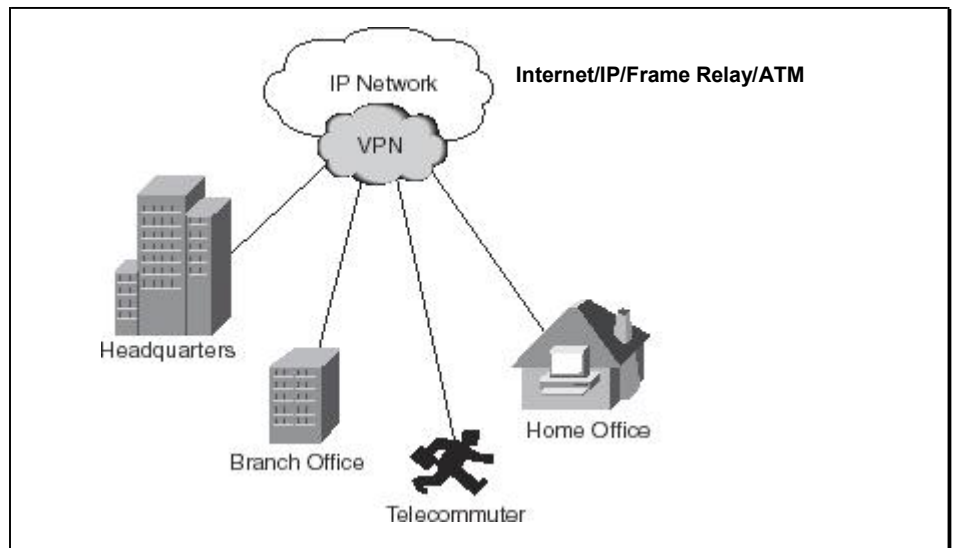 IP Network
Internet/IP/Frame Relay/ATM
VPN
Headquarters
Home Office
Branch Office
Telecommuter